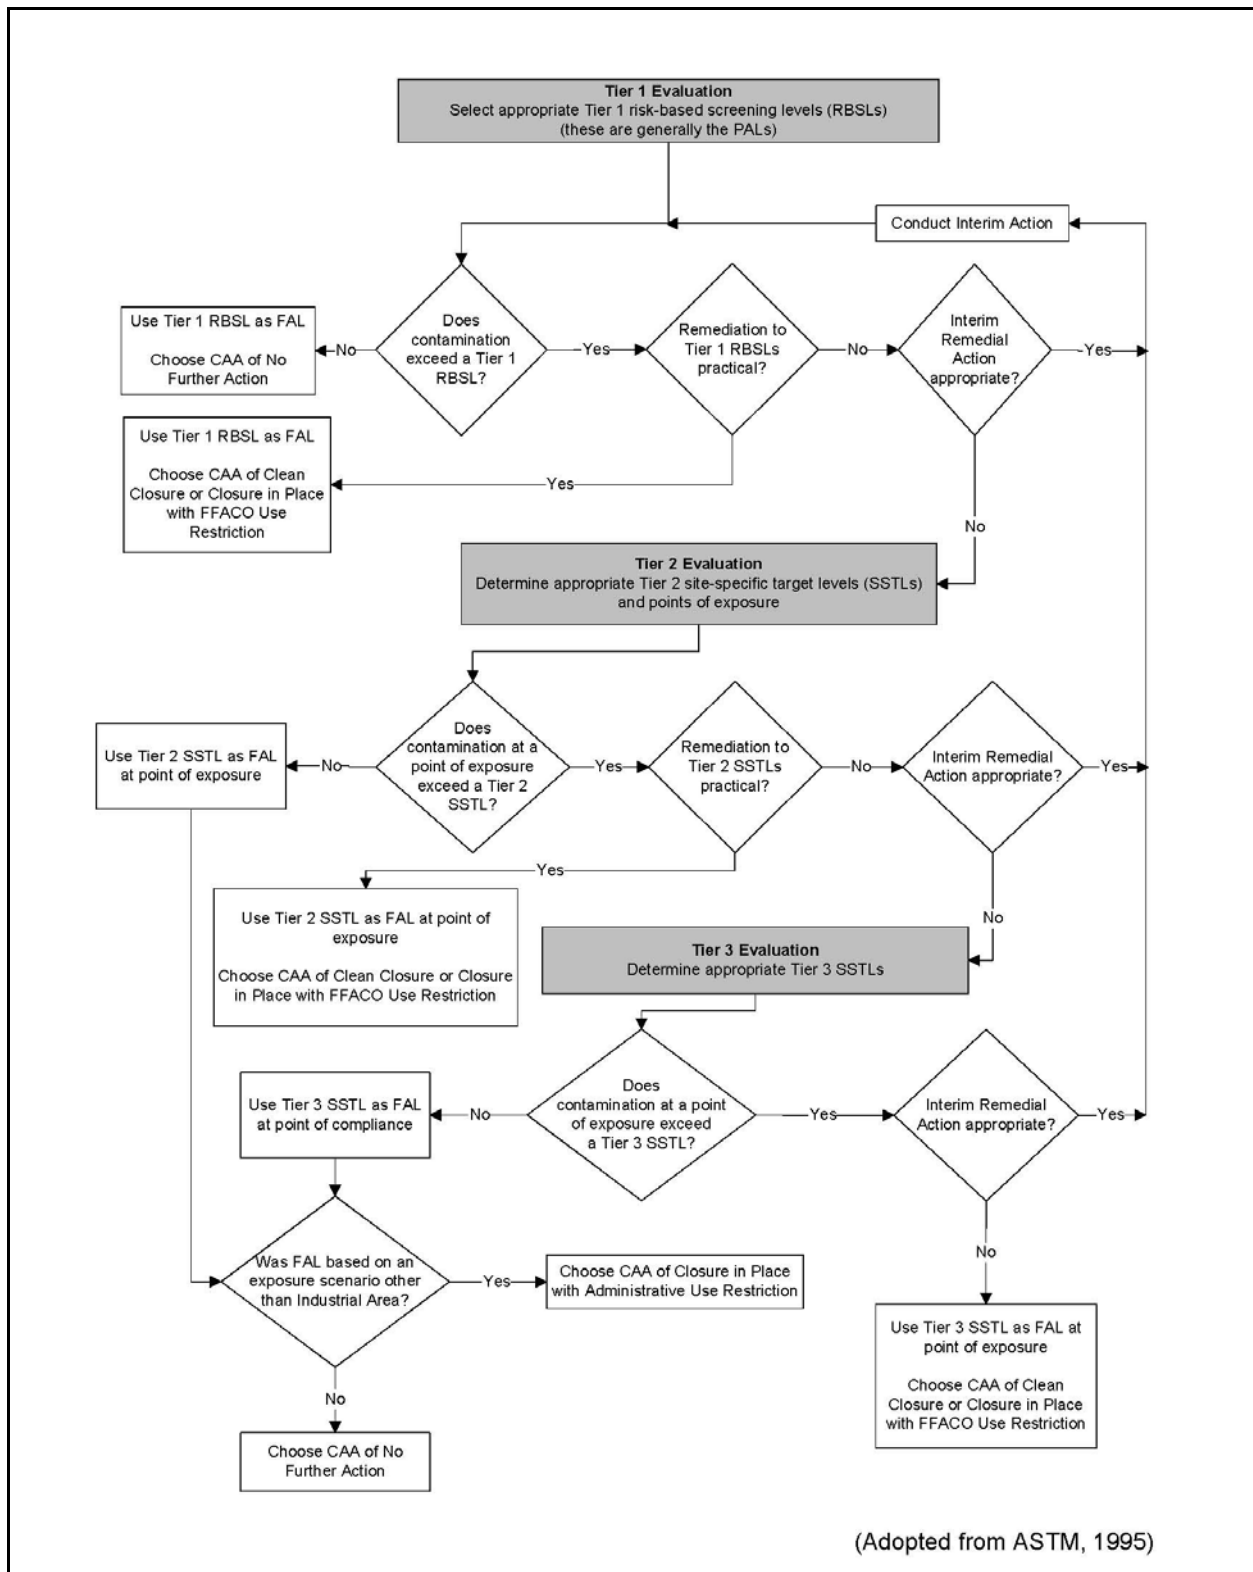 Tier 1 Evaluation
Select appropriate Tier 1 risk-based screening levels (RBSLs)
(these are generally the PALs)
Conduct Interim Action
Use Tier 1 RBSL as FAL
Choose CAA of No
Further Action
No
Does
contamination
exceed a Tier 1
RBSL?
Yes
Remediation to
Tier 1 RBSLs
practical?
No
Interim
Remedial
Action
appropriate?
Yes
Use Tier 1 RBSL as FAL
Choose CAA of Clean
Closure or Closure in Place
with FFACO Use
Restriction
Yes
No
Tier 2 Evaluation
Determine appropriate Tier 2 site-specific target levels (SSTLs)
and points of exposure
Use Tier 2 SSTL as FAL
at point of exposure
No
Does
contamination at a
point of exposure
exceed a Tier 2
SSTL?
Yes
Remediation to
Tier 2 SSTLs
practical?
No
Interim Remedial
Action appropriate?
Yes
Yes
Use Tier 2 SSTL as FAL at point of
exposure
Choose CAA of Clean Closure or Closure
in Place with FFACO Use Restriction
No
Tier 3 Evaluation
Determine appropriate Tier 3 SSTLs
Use Tier 3 SSTL as FAL
at point of compliance
No
Does
contamination at a point
of exposure exceed
a Tier 3 SSTL?
Yes
Interim Remedial
Action appropriate?
Yes
Was FAL based on an
exposure scenario other
than Industrial Area?
Yes
Choose CAA of Closure in Place
with Administrative Use Restriction
No
Use Tier 3 SSTL as FAL at
point of exposure
Choose CAA of Clean
Closure or Closure in Place
with FFACO Use Restriction
No
Choose CAA of No
Further Action
(Adopted from ASTM, 1995)